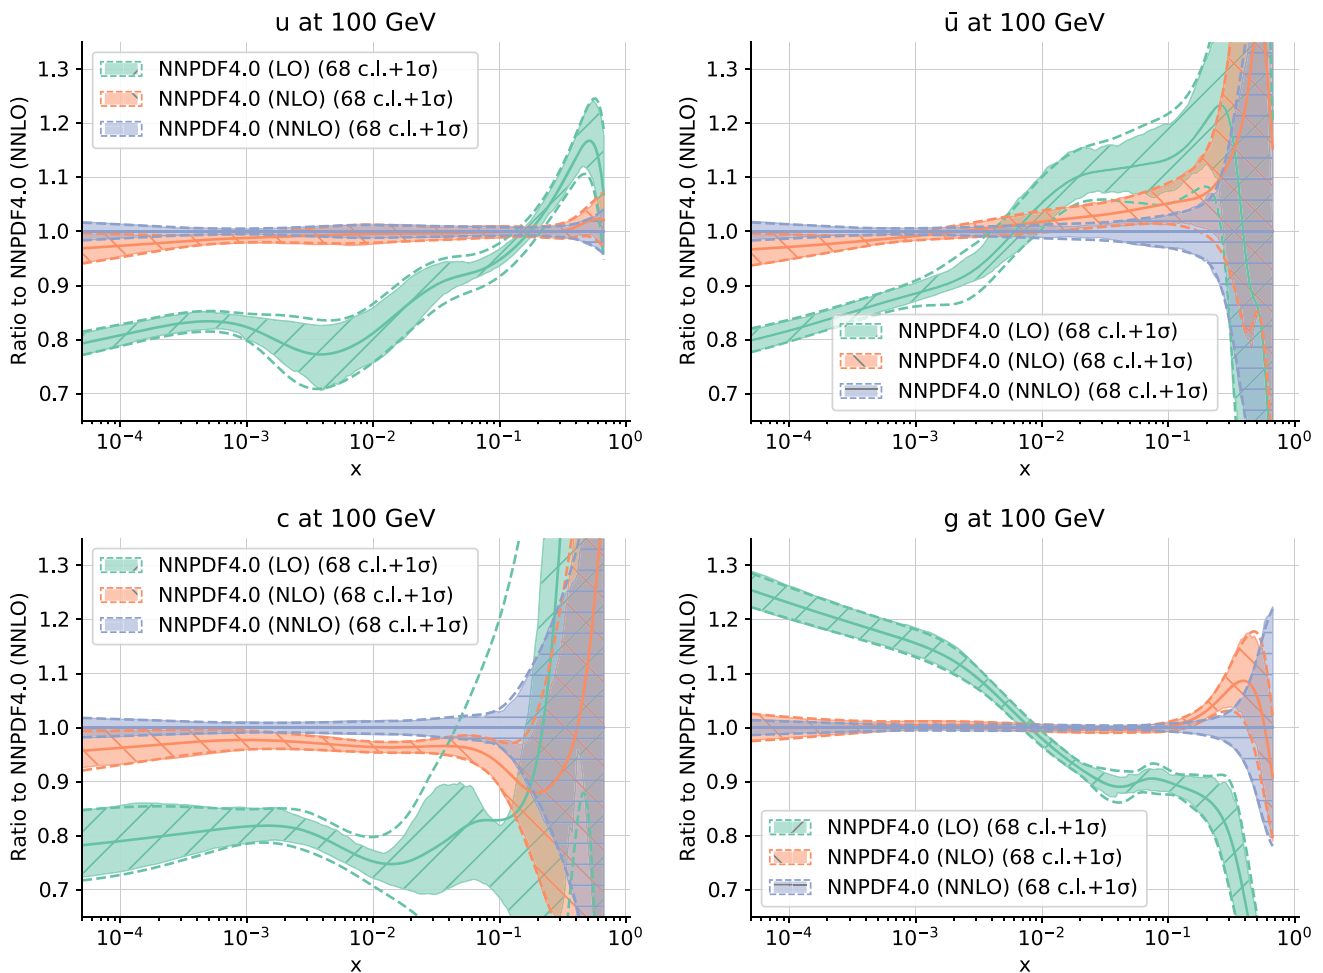 u at 100 GeV
Ratio to NNPDF4.0 (NNLO)
1.3
1.2
1.1
1.0
0.9
0.8
0.7
NNPDF4.0 (LO) (68 c.l.+1σ)
NNPDF4.0 (NLO) (68 c.l.+1σ)
NNPDF4.0 (NNLO) (68 c.l.+1σ)
10⁻⁴ 10⁻³ 10⁻² 10⁻¹ 10⁰
x
ū at 100 GeV
Ratio to NNPDF4.0 (NNLO)
1.3
1.2
1.1
1.0
0.9
0.8
0.7
NNPDF4.0 (LO) (68 c.l.+1σ)
NNPDF4.0 (NLO) (68 c.l.+1σ)
NNPDF4.0 (NNLO) (68 c.l.+1σ)
10⁻⁴ 10⁻³ 10⁻² 10⁻¹ 10⁰
x
c at 100 GeV
Ratio to NNPDF4.0 (NNLO)
1.3
1.2
1.1
1.0
0.9
0.8
0.7
NNPDF4.0 (LO) (68 c.l.+1σ)
NNPDF4.0 (NLO) (68 c.l.+1σ)
NNPDF4.0 (NNLO) (68 c.l.+1σ)
10⁻⁴ 10⁻³ 10⁻² 10⁻¹ 10⁰
x
g at 100 GeV
Ratio to NNPDF4.0 (NNLO)
1.3
1.2
1.1
1.0
0.9
0.8
0.7
NNPDF4.0 (LO) (68 c.l.+1σ)
NNPDF4.0 (NLO) (68 c.l.+1σ)
NNPDF4.0 (NNLO) (68 c.l.+1σ)
10⁻⁴ 10⁻³ 10⁻² 10⁻¹ 10⁰
x